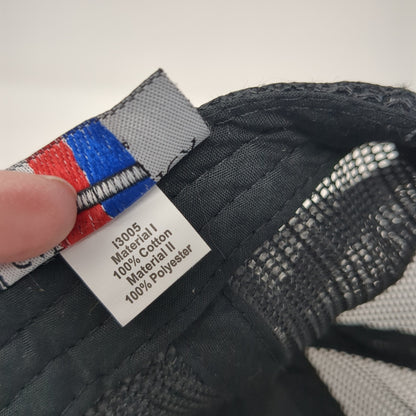 I3005
Material I
100% Cotton
Material II
100% Polyester